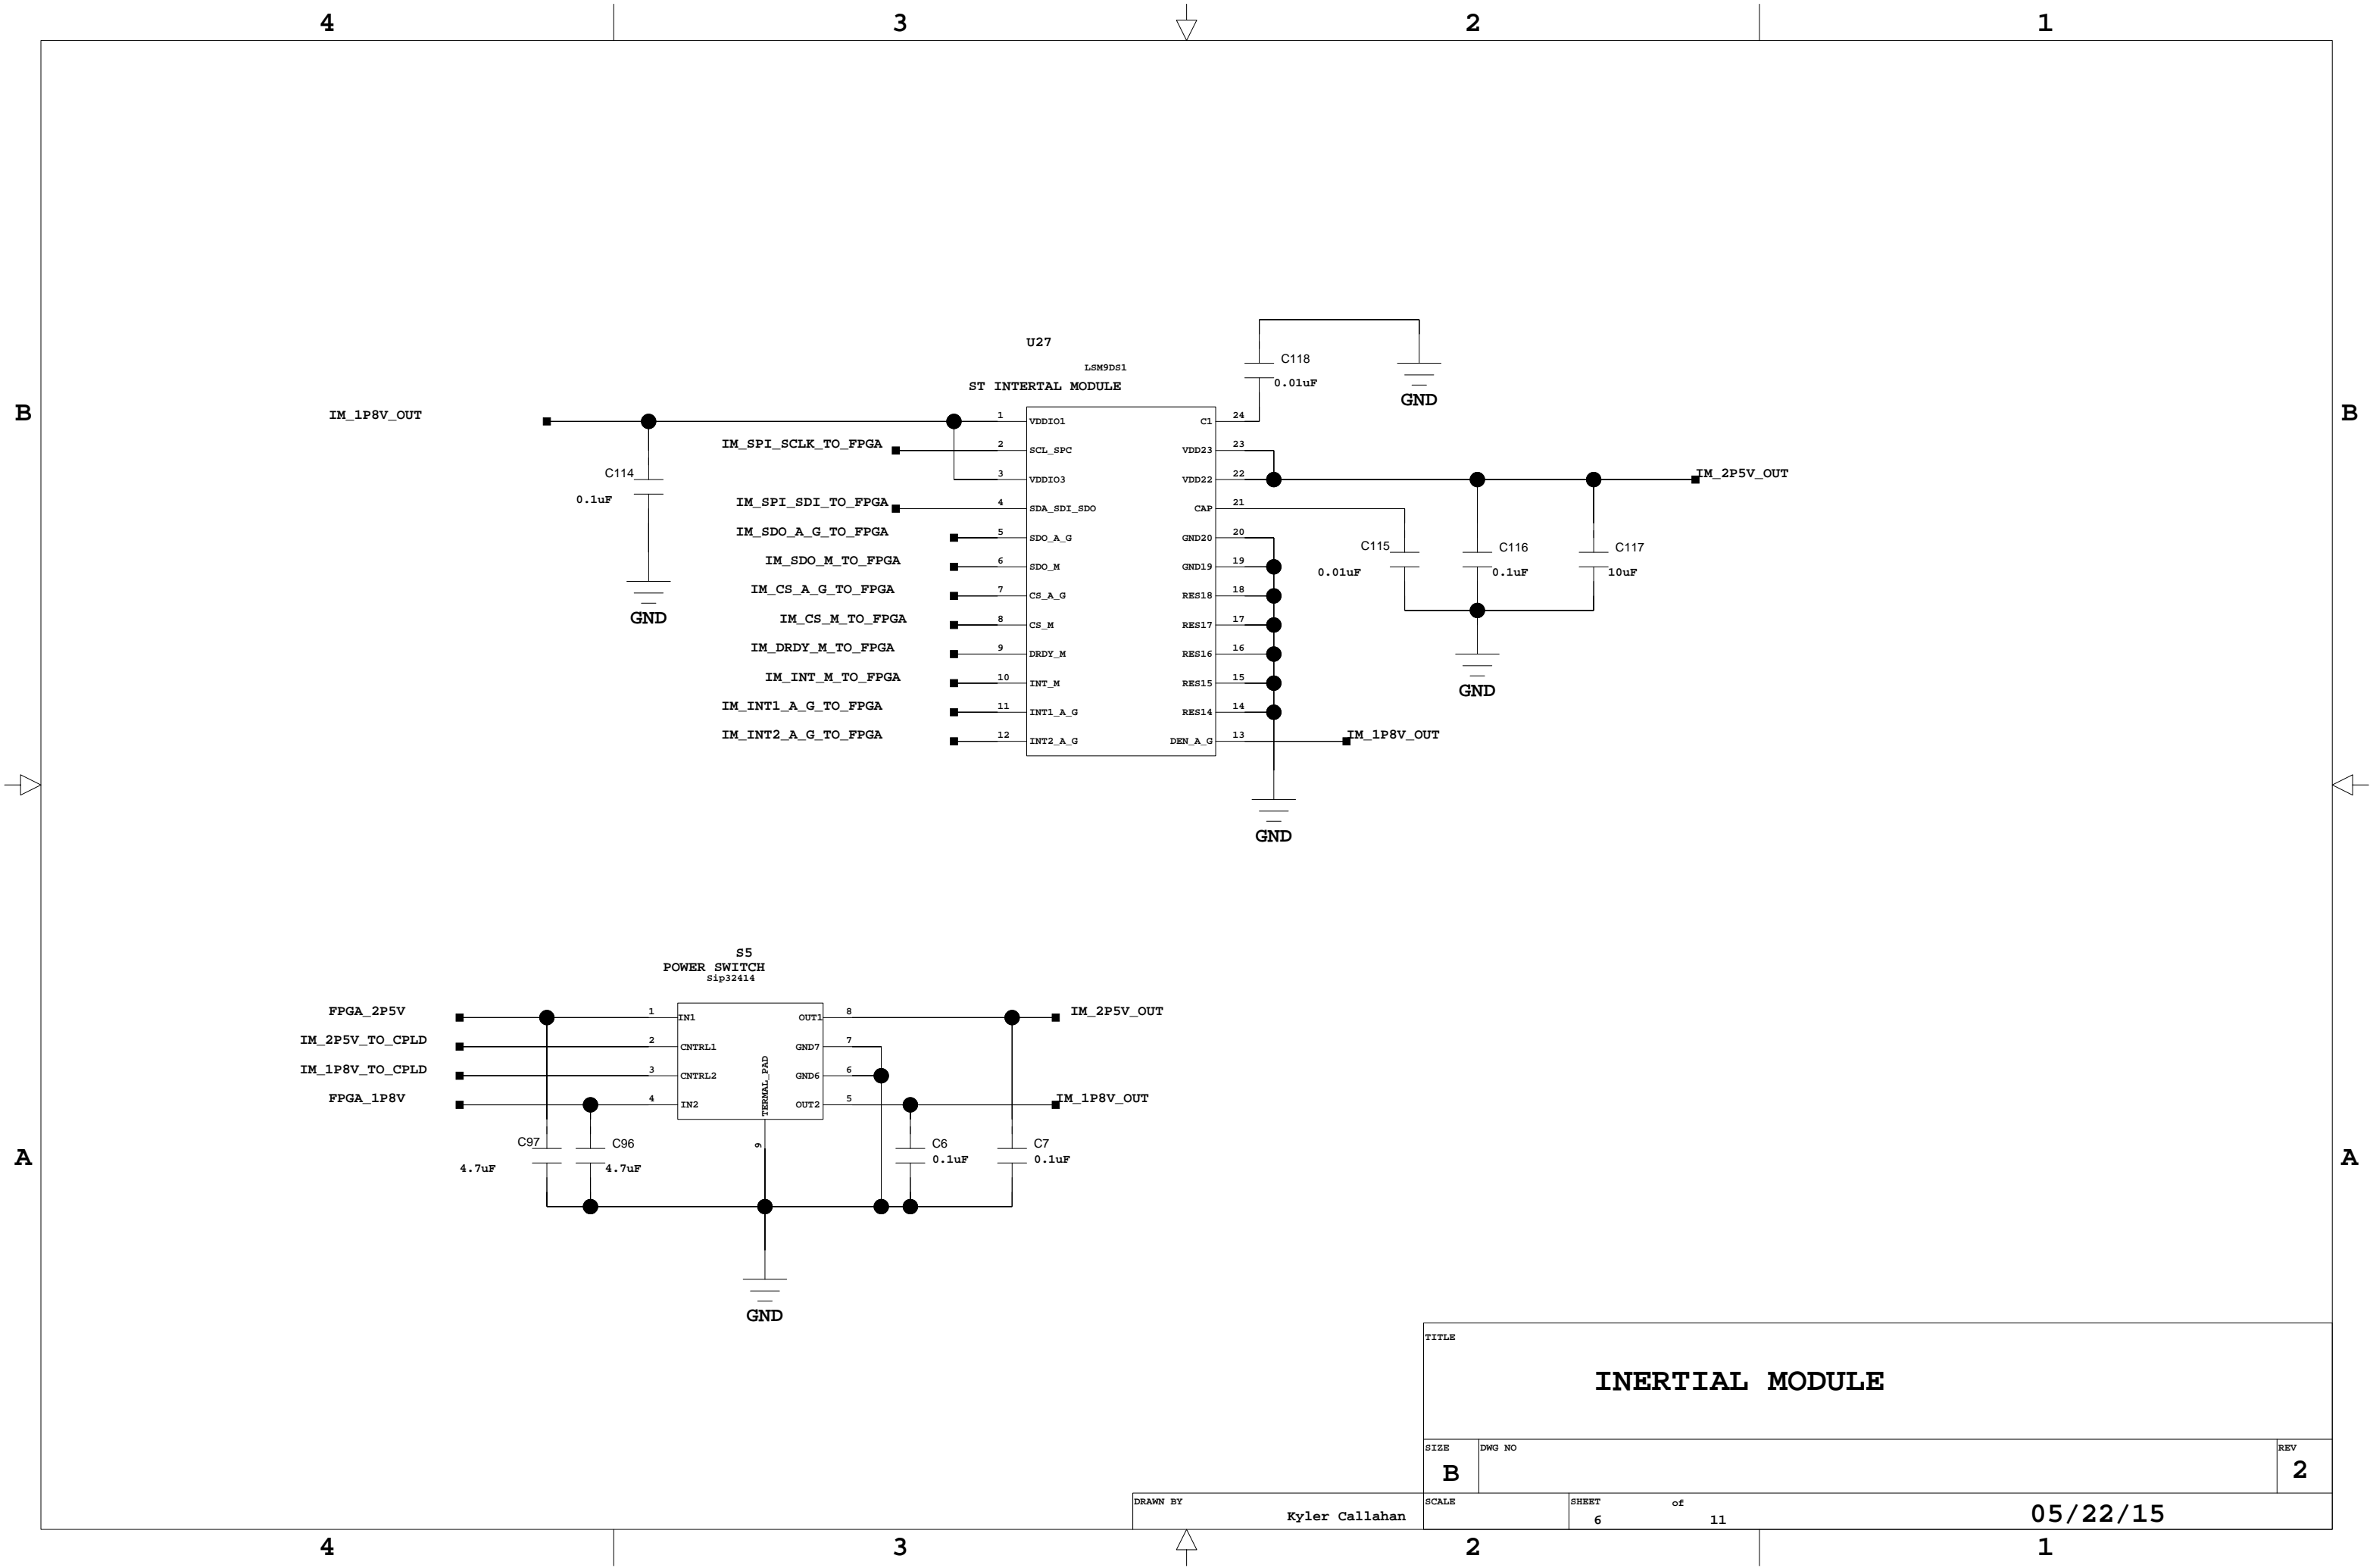 4 3 2 1
B
B
U27
LSM9DS1
ST INTERTAL MODULE
C118
0.01uF
GND
IM_1P8V_OUT
C114
0.1uF
GND
IM_SPI_SCLK_TO_FPGA
IM_SPI_SDI_TO_FPGA
IM_SDO_A_G_TO_FPGA
IM_SDO_M_TO_FPGA
IM_CS_A_G_TO_FPGA
IM_CS_M_TO_FPGA
IM_DRDY_M_TO_FPGA
IM_INT_M_TO_FPGA
IM_INT1_A_G_TO_FPGA
IM_INT2_A_G_TO_FPGA
1 VDDIO1
2 SCL_SPC
3 VDDIO3
4 SDA_SDI_SDO
5 SDO_A_G
6 SDO_M
7 CS_A_G
8 CS_M
9 DRDY_M
10 INT_M
11 INT1_A_G
12 INT2_A_G
C1 24
VDD23 23
VDD22 22
CAP 21
GND20 20
GND19 19
RES18 18
RES17 17
RES16 16
RES15 15
RES14 14
DEN_A_G 13
IM_2P5V_OUT
C115
0.01uF
C116
0.1uF
C117
10uF
GND
IM_1P8V_OUT
GND
S5
POWER SWITCH
Sip32414
FPGA_2P5V
IM_2P5V_TO_CPLD
IM_1P8V_TO_CPLD
FPGA_1P8V
1 IN1
2 CNTRL1
3 CNTRL2
4 IN2
TERMAL_PAD
9
OUT1 8
GND7 7
GND6 6
OUT2 5
IM_2P5V_OUT
IM_1P8V_OUT
C97
4.7uF
C96
4.7uF
C6
0.1uF
C7
0.1uF
GND
A
A
TITLE
INERTIAL MODULE
SIZE
B
DWG NO
REV
2
DRAWN BY
Kyler Callahan
SCALE
SHEET of
6 11
05/22/15
4 3 2 1